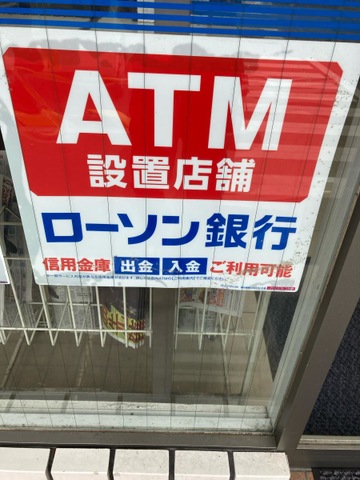 ATM
設置店舗
ローソン銀行
信用金庫 出金 入金 ご利用可能